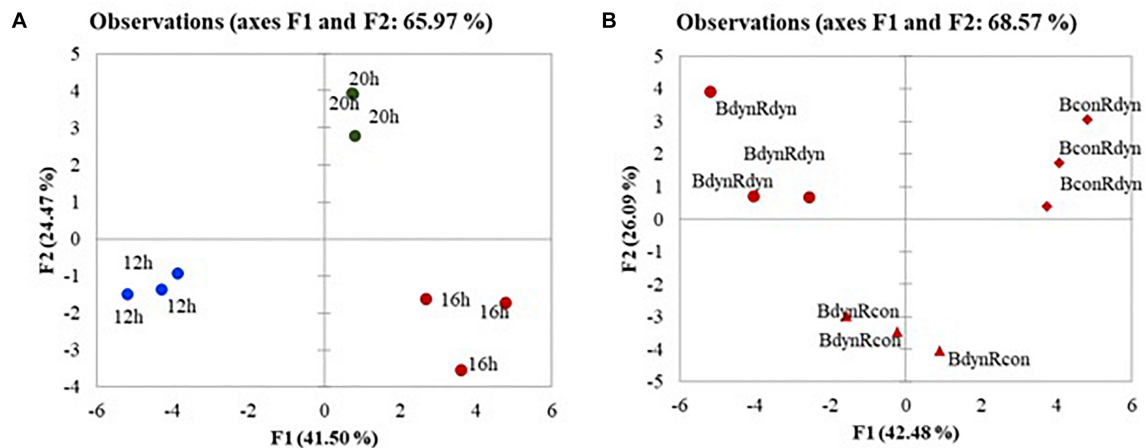 A
Observations (axes F1 and F2: 65.97 %)
5
4
3
2
1
0
-1
-2
-3
-4
F2 (24.47 %)
20h
20h
20h
12h
12h
12h
16h
16h
16h
-6
-4
-2
0
2
4
6
F1 (41.50 %)
B
Observations (axes F1 and F2: 68.57 %)
5
4
3
2
1
0
-1
-2
-3
-4
-5
F2 (26.09 %)
BdynRdyn
BdynRdyn
BdynRdyn
BconRdyn
BconRdyn
BconRdyn
BdynRcon
BdynRcon
BdynRcon
-6
-4
-2
0
2
4
6
F1 (42.48 %)